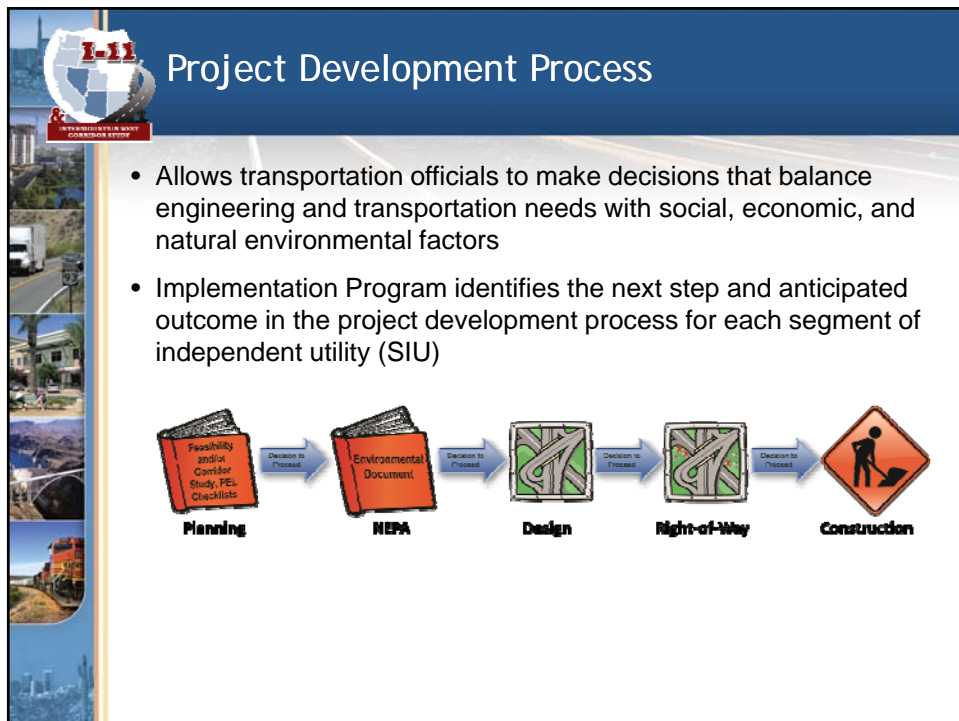 I-11
&
INTERMOUNTAIN WEST
CORRIDOR STUDY
Project Development Process
• Allows transportation officials to make decisions that balance
engineering and transportation needs with social, economic, and
natural environmental factors
• Implementation Program identifies the next step and anticipated
outcome in the project development process for each segment of
independent utility (SIU)
Feasibility
and/or
Corridor
Study, PEL
Checklists
Decision to
Proceed
Environmental
Document
Decision to
Proceed
Decision to
Proceed
Decision to
Proceed
Planning
NEPA
Design
Right-of-Way
Construction
93